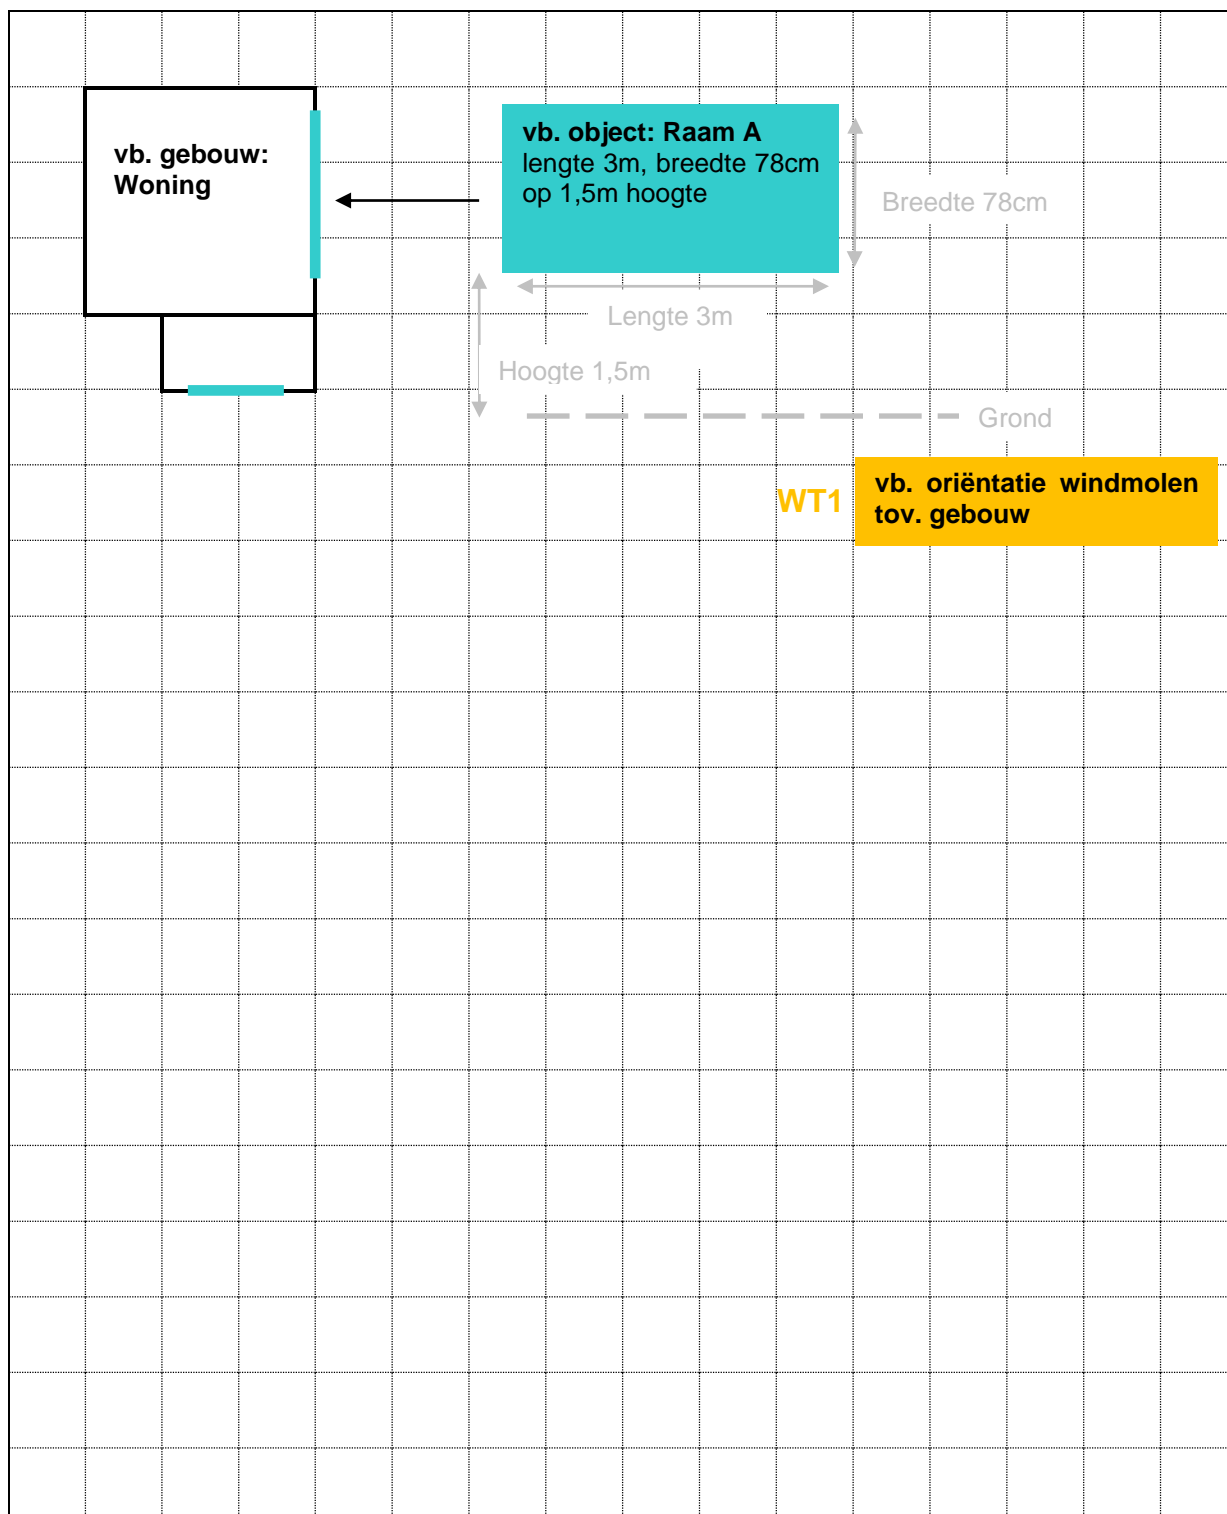 vb. gebouw:
Woning
vb. object: Raam A
lengte 3m, breedte 78cm
op 1,5m hoogte
Breedte 78cm
Lengte 3m
Hoogte 1,5m
Grond
WT1
vb. oriëntatie windmolen
tov. gebouw